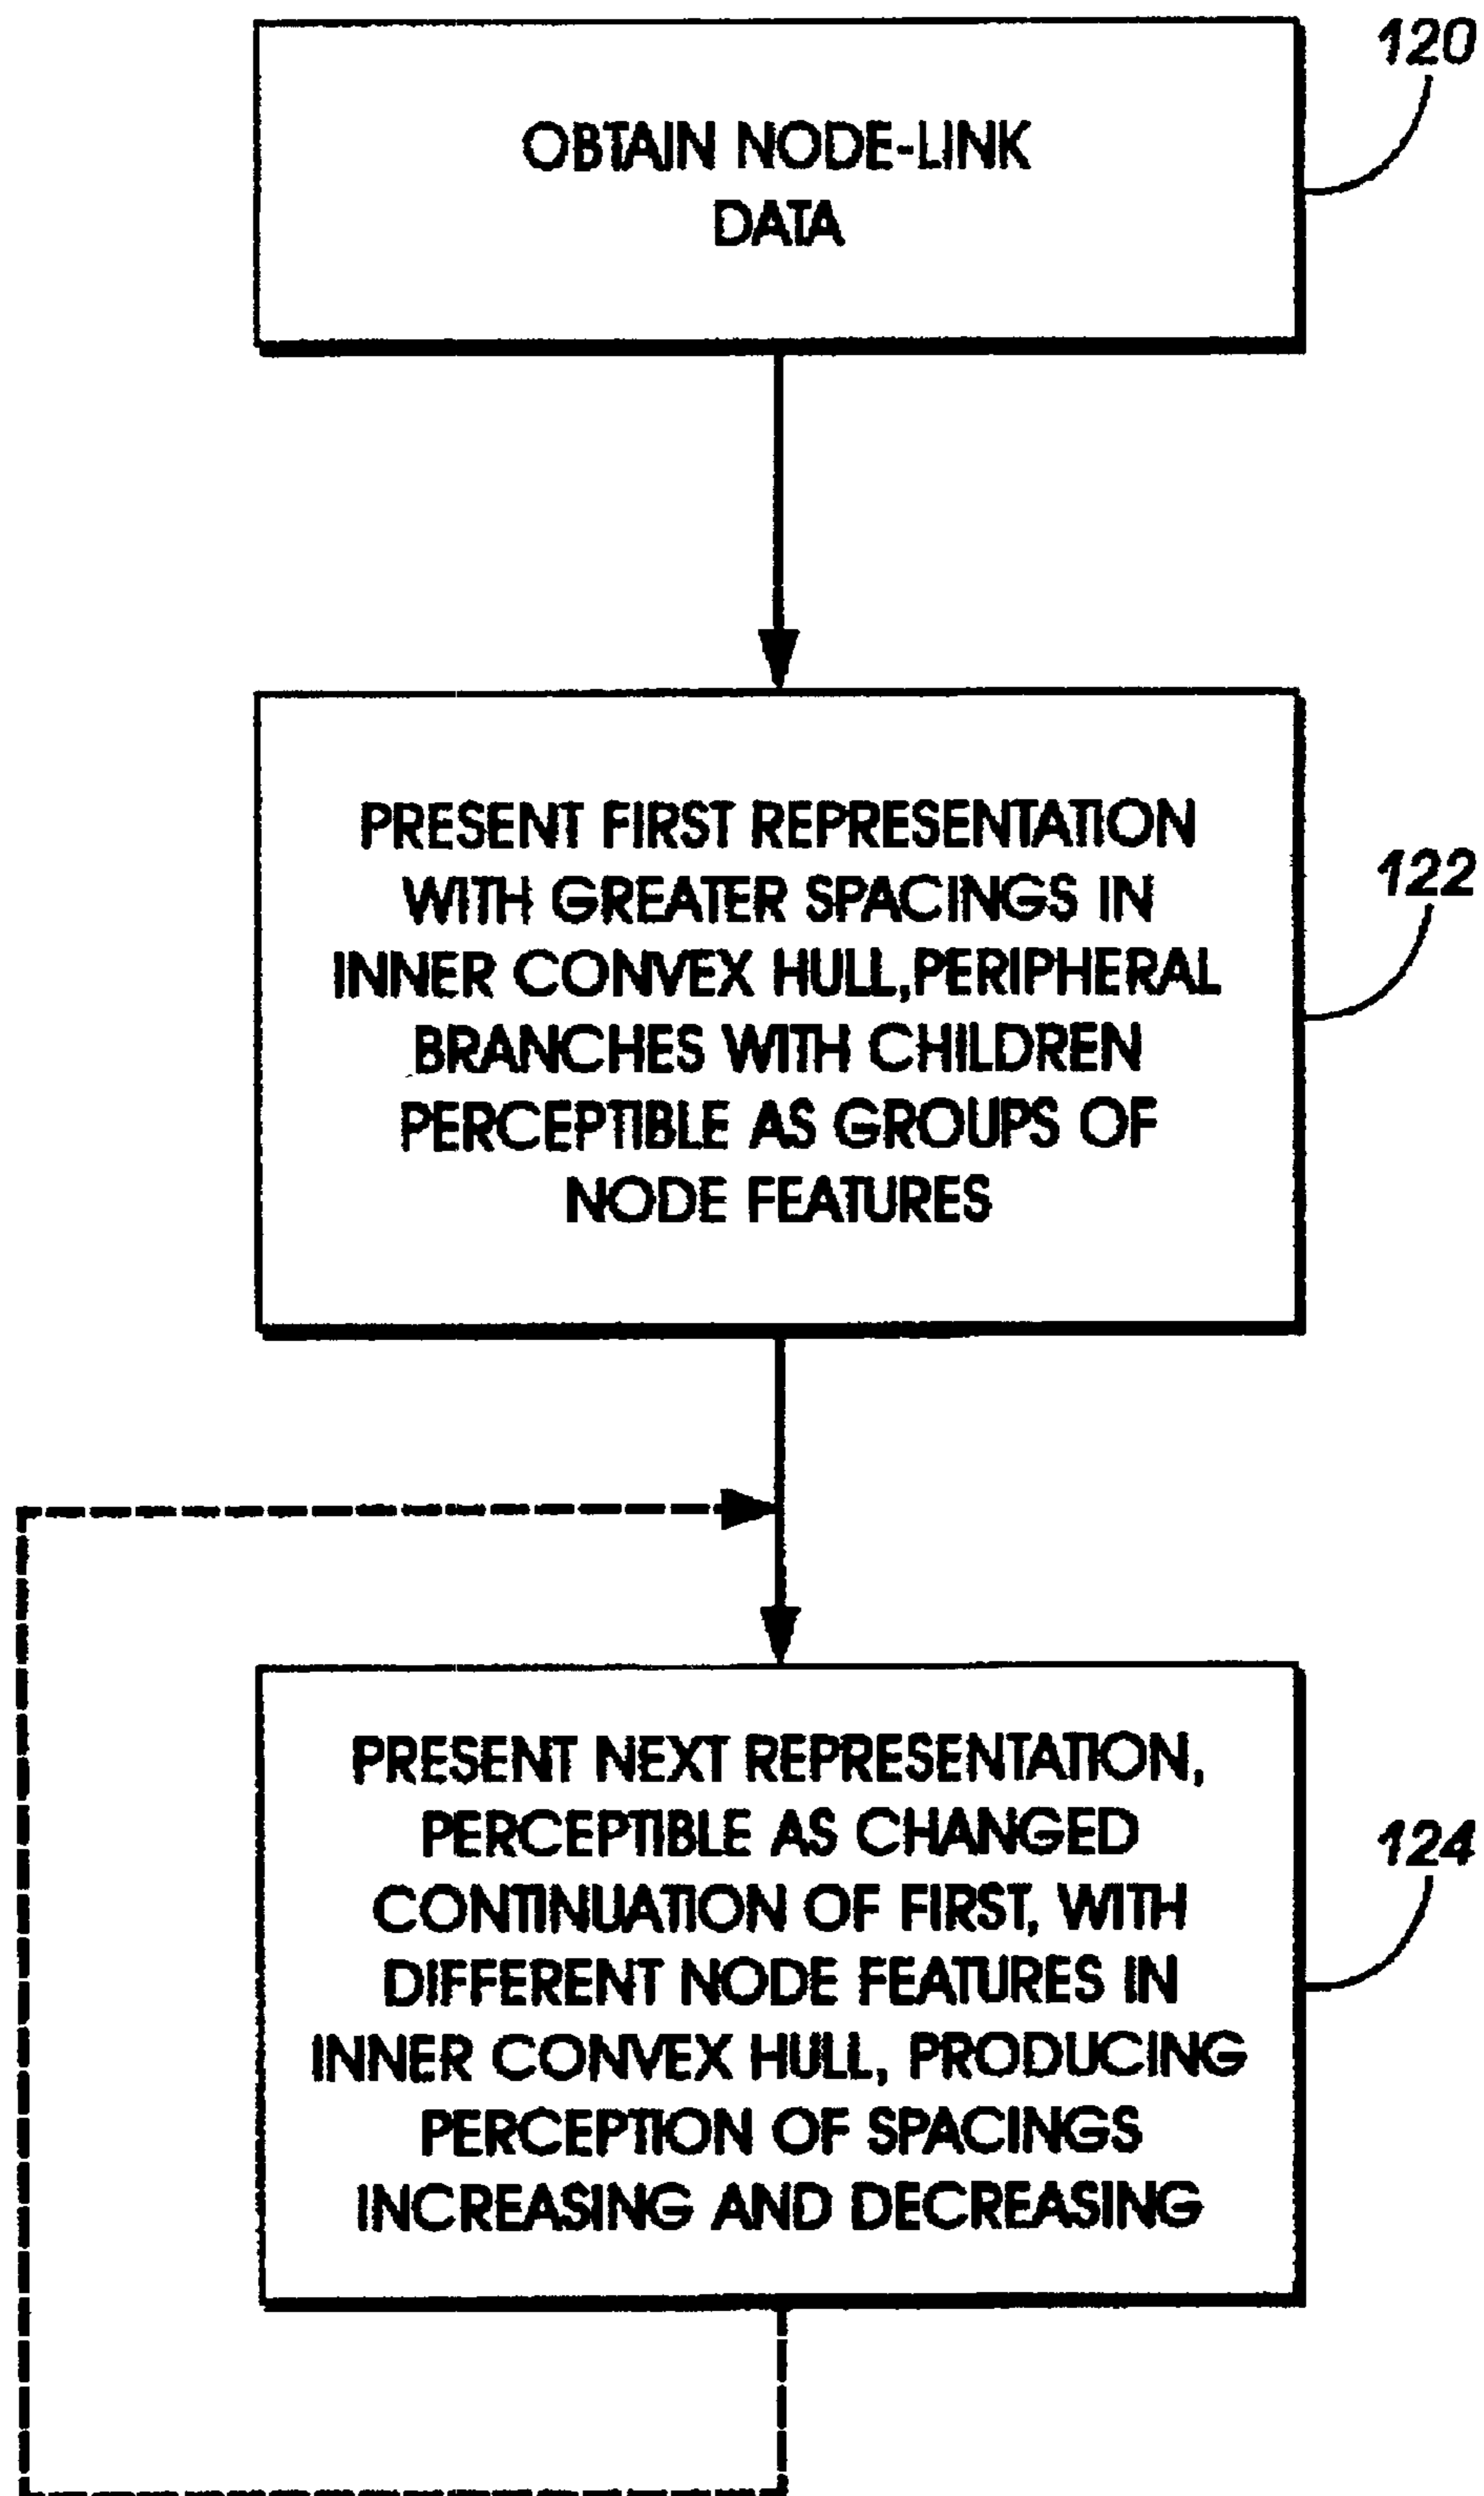 120
OBTAIN NODE-LINK
DATA
PRESENT FIRST REPRESENTATION
WITH GREATER SPACINGS IN
INNER CONVEX HULL,PERIPHERAL
BRANCHES WITH CHILDREN
PERCEPTIBLE AS GROUPS OF
NODE FEATURES
122
PRESENT NEXT REPRESENTATION,
PERCEPTIBLE AS CHANGED
CONTINUATION OF FIRST, WITH
DIFFERENT NODE FEATURES IN
INNER CONVEX HULL, PRODUCING
PERCEPTION OF SPACINGS
INCREASING AND DECREASING
124